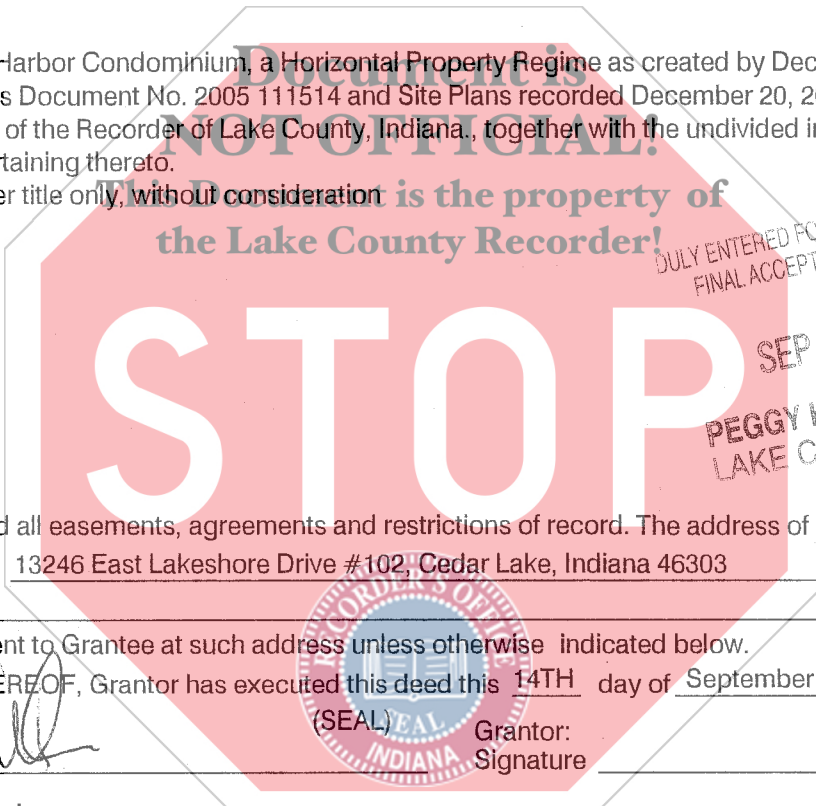 Harbor Condominium, a Horizontal Property Regime as created by Dec
s Document No. 2005 111514 and Site Plans recorded December 20, 2
of the Recorder of Lake County, Indiana., together with the undivided i
taining thereto.
er title only, without consideration
Document is
NOT OFFICIAL!
This Document is the property of
the Lake County Recorder!
DULY ENTERED FO
FINAL ACCEPT
STOP
SEP
PEGGY
LAKE C
d all easements, agreements and restrictions of record. The address of
13246 East Lakeshore Drive #102, Cedar Lake, Indiana 46303
ent to Grantee at such address unless otherwise indicated below.
EREOF, Grantor has executed this deed this 14TH day of September
(SEAL)
Grantor:
Signature
RECORDER'S OFFICE
SEAL
INDIANA